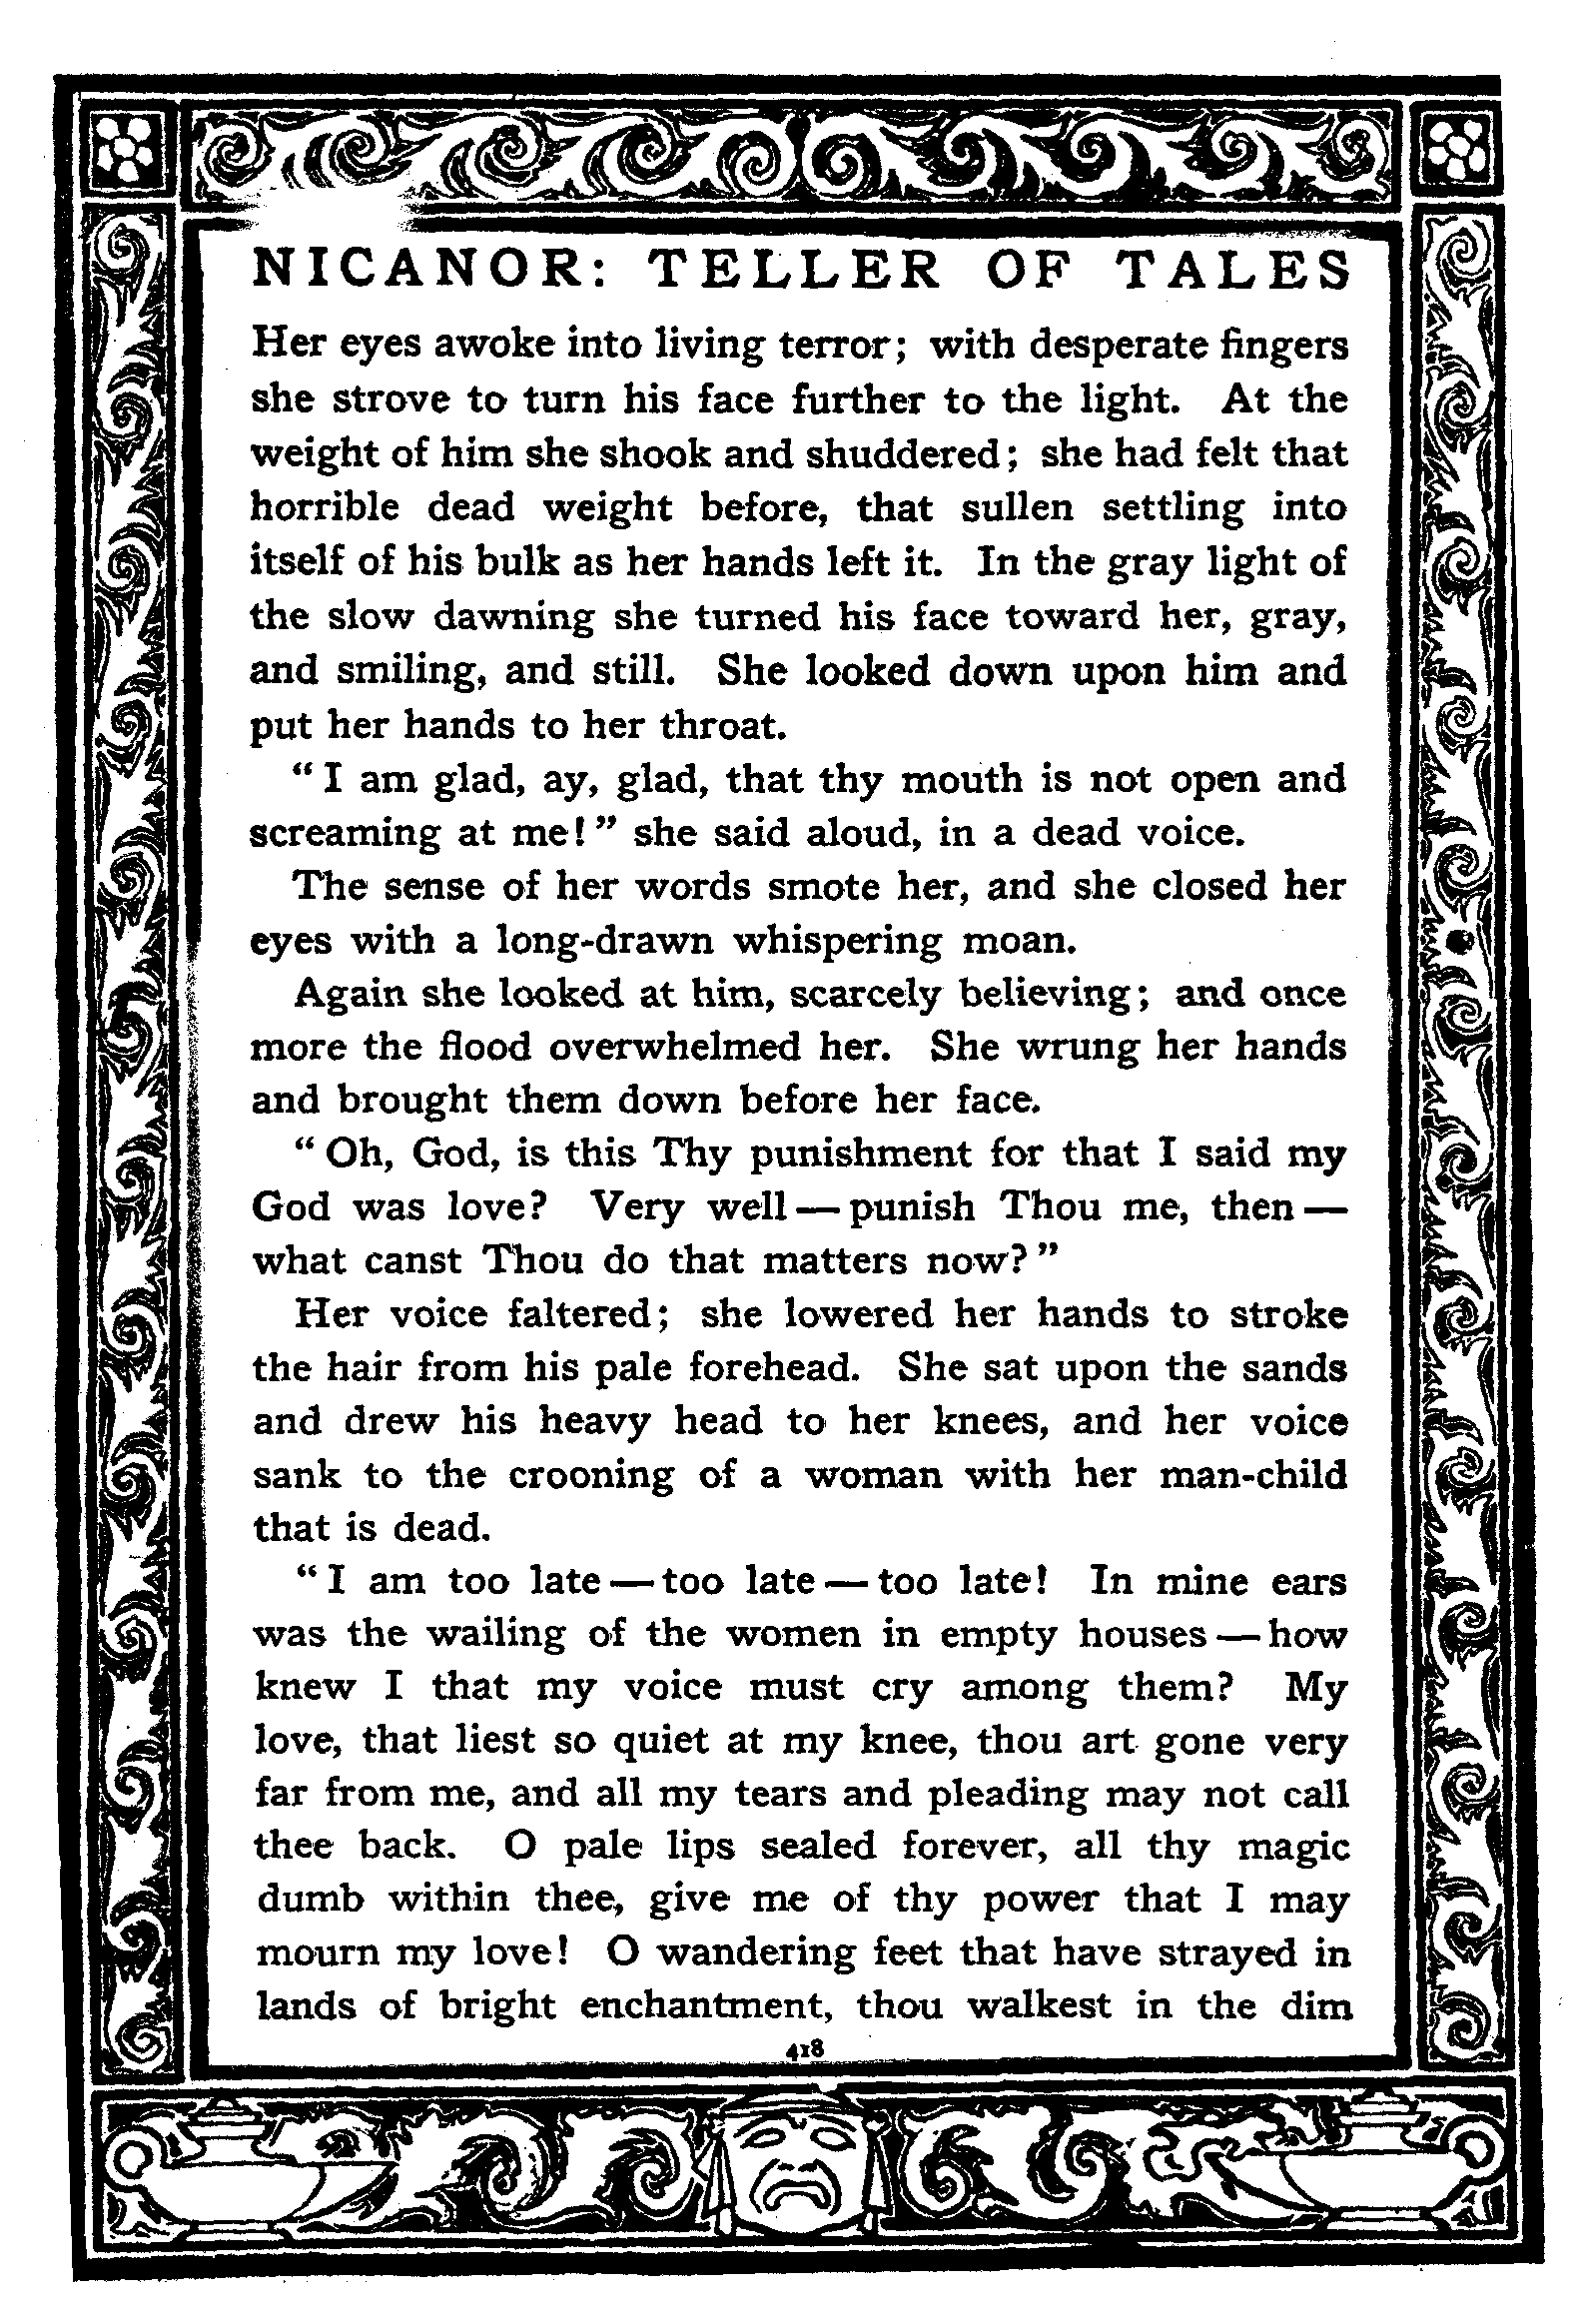 NICANOR: TELLER OF TALES
Her eyes awoke into living terror; with desperate fingers
she strove to turn his face further to the light. At the
weight of him she shook and shuddered; she had felt that
horrible dead weight before, that sullen settling into
itself of his bulk as her hands left it. In the gray light of
the slow dawning she turned his face toward her, gray,
and smiling, and still. She looked down upon him and
put her hands to her throat.
“I am glad, ay, glad, that thy mouth is not open and
screaming at me!” she said aloud, in a dead voice.
The sense of her words smote her, and she closed her
eyes with a long-drawn whispering moan.
Again she looked at him, scarcely believing; and once
more the flood overwhelmed her. She wrung her hands
and brought them down before her face.
“Oh, God, is this Thy punishment for that I said my
God was love? Very well — punish Thou me, then —
what canst Thou do that matters now?”
Her voice faltered; she lowered her hands to stroke
the hair from his pale forehead. She sat upon the sands
and drew his heavy head to her knees, and her voice
sank to the crooning of a woman with her man-child
that is dead.
“I am too late — too late — too late! In mine ears
was the wailing of the women in empty houses — how
knew I that my voice must cry among them? My
love, that liest so quiet at my knee, thou art gone very
far from me, and all my tears and pleading may not call
thee back. O pale lips sealed forever, all thy magic
dumb within thee, give me of thy power that I may
mourn my love! O wandering feet that have strayed in
lands of bright enchantment, thou walkest in the dim
418